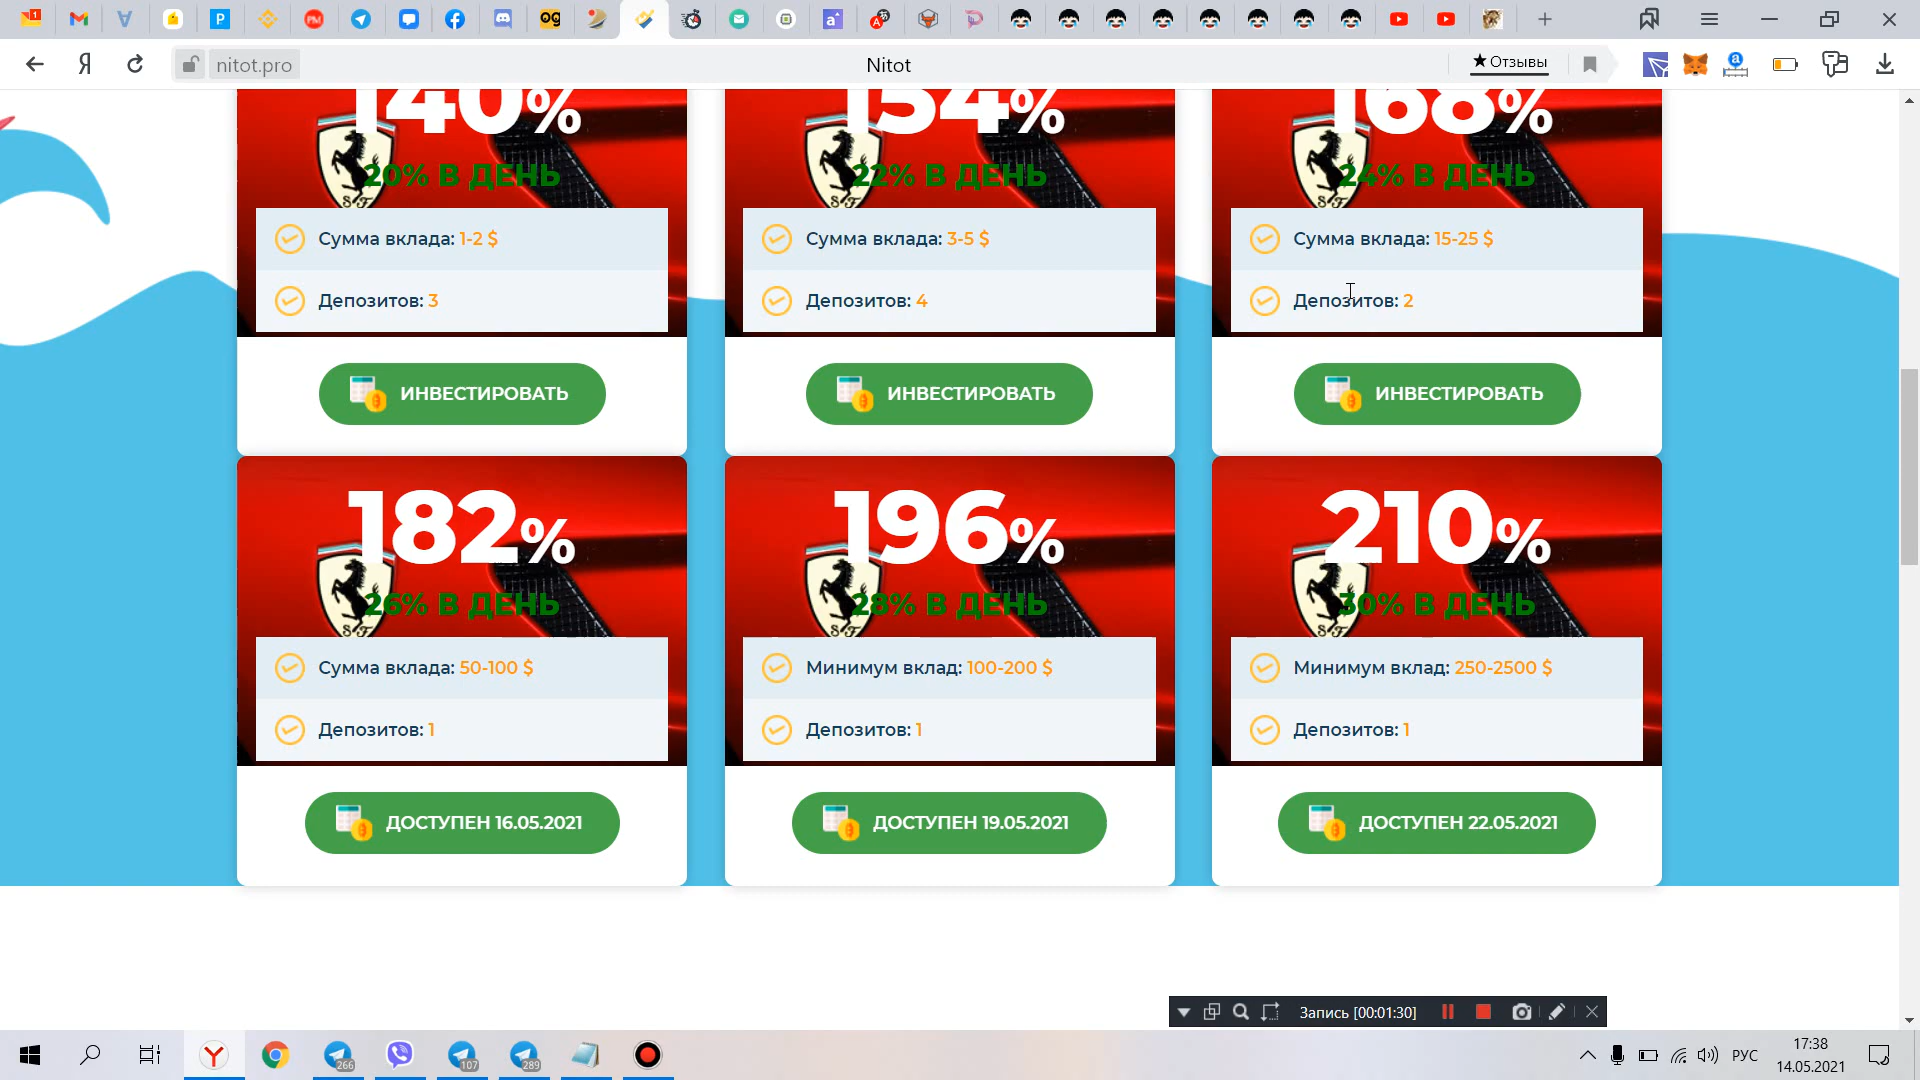 nitot.pro
Nitot
★ Отзывы
140%
20% В ДЕНЬ
Сумма вклада: 1-2 $
Депозитов: 3
ИНВЕСТИРОВАТЬ
154%
22% В ДЕНЬ
Сумма вклада: 3-5 $
Депозитов: 4
ИНВЕСТИРОВАТЬ
168%
24% В ДЕНЬ
Сумма вклада: 15-25 $
Депозитов: 2
ИНВЕСТИРОВАТЬ
182%
26% В ДЕНЬ
Сумма вклада: 50-100 $
Депозитов: 1
ДОСТУПЕН 16.05.2021
196%
28% В ДЕНЬ
Минимум вклад: 100-200 $
Депозитов: 1
ДОСТУПЕН 19.05.2021
210%
30% В ДЕНЬ
Минимум вклад: 250-2500 $
Депозитов: 1
ДОСТУПЕН 22.05.2021
Запись [00:01:30]
266
107
289
РУС
17:38
14.05.2021